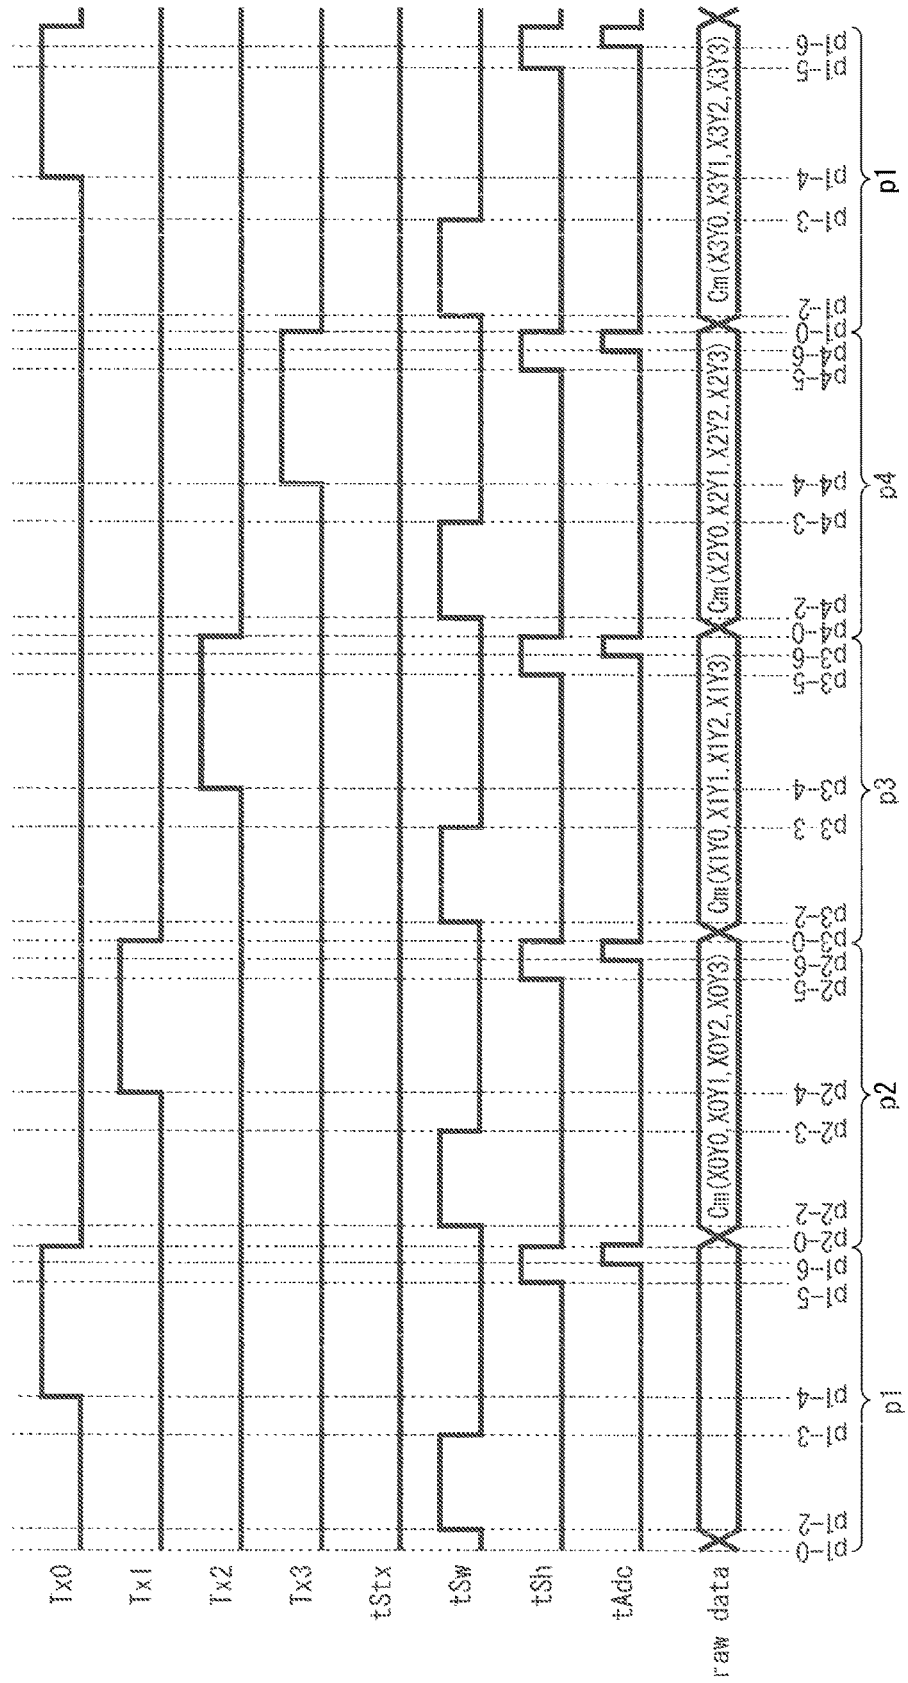 Tx0
Tx1
Tx2
Tx3
tStx
tSw
tSh
tAdc
raw data
Cm(X0Y0, X0Y1, X0Y2, X0Y3)
Cm(X1Y0, X1Y1, X1Y2, X1Y3)
Cm(X2Y0, X2Y1, X2Y2, X2Y3)
Cm(X3Y0, X3Y1, X3Y2, X3Y3)
p1-0
p1-2
p1-3
p1-4
p1-5
p1-6
p2-0
p2-2
p2-3
p2-4
p2-5
p2-6
p3-0
p3-2
p3-3
p3-4
p3-5
p3-6
p4-0
p4-2
p4-3
p4-4
p4-5
p4-6
p1-0
p1-2
p1-3
p1-4
p1-5
p1-6
p1
p2
p3
p4
p1